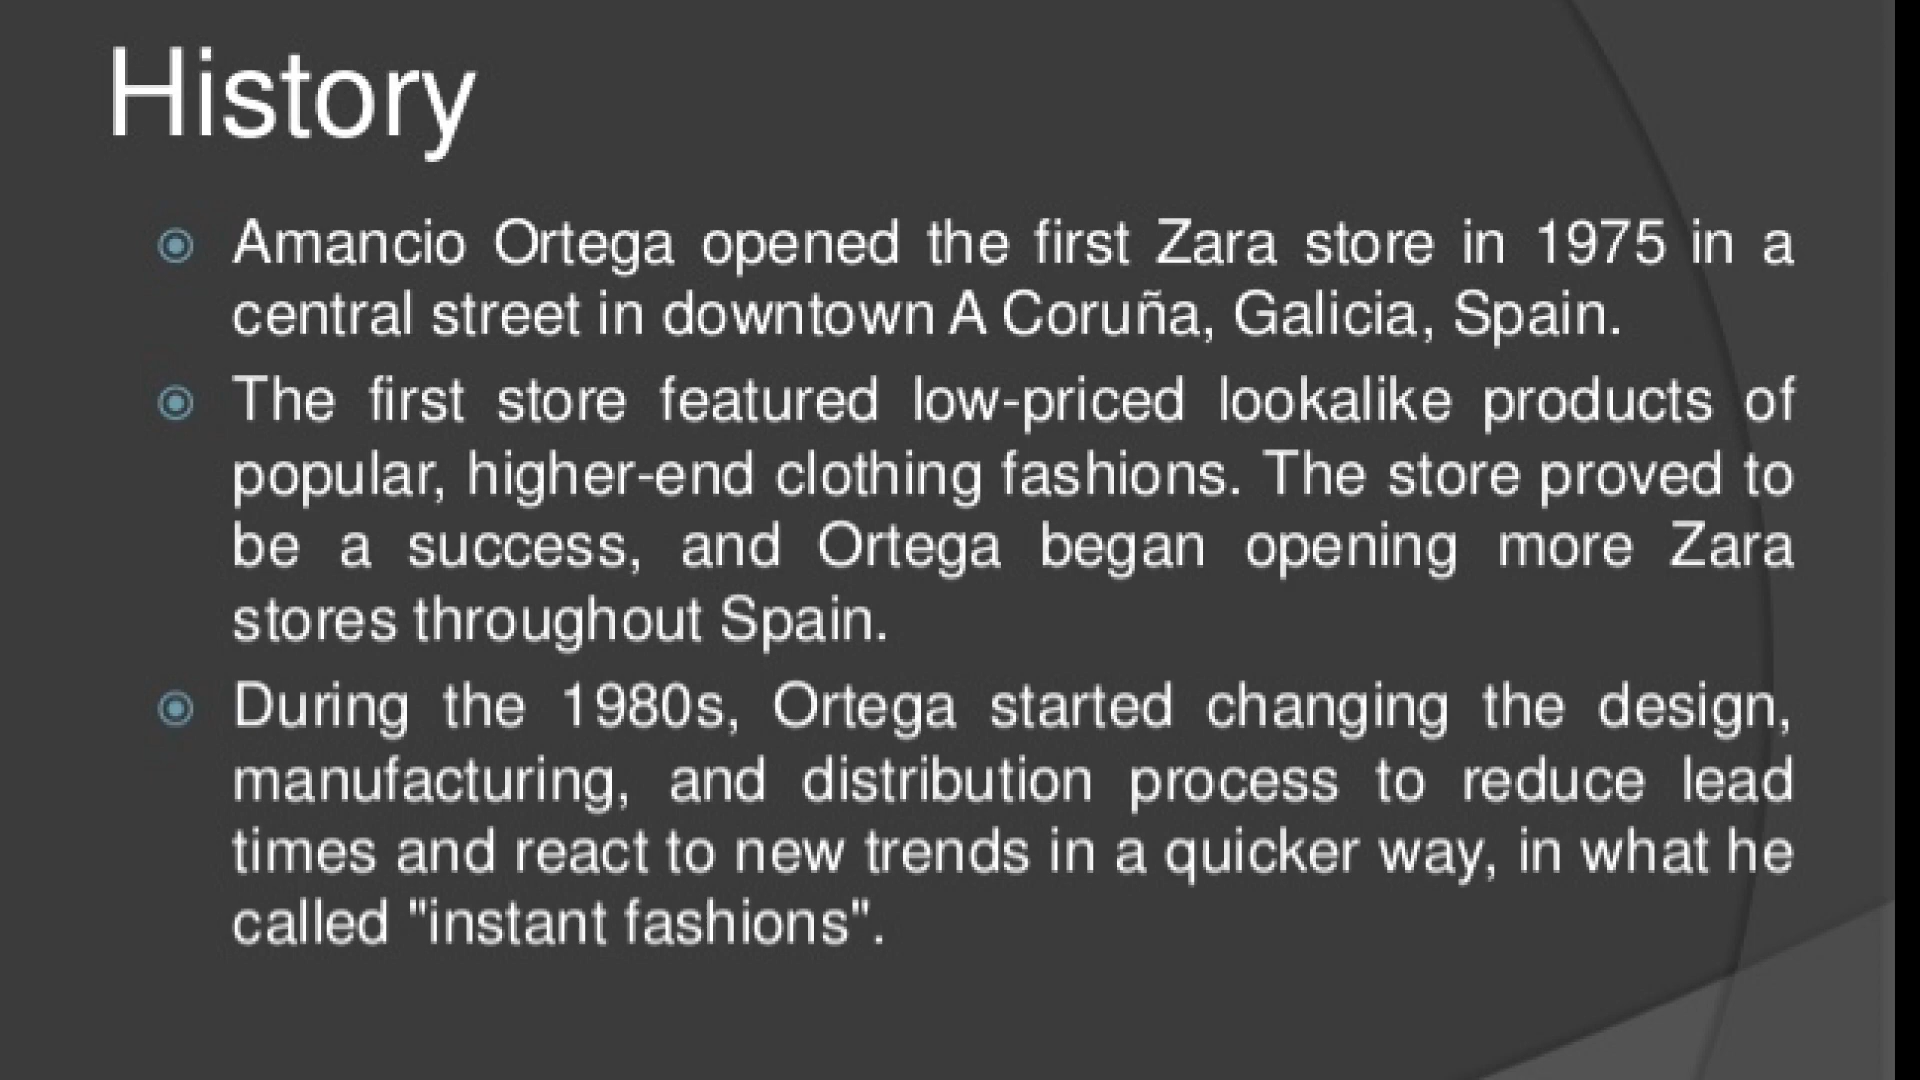 History
Amancio Ortega opened the first Zara store in 1975 in a
central street in downtown A Coruña, Galicia, Spain.
The first store featured low-priced lookalike products of
popular, higher-end clothing fashions. The store proved to
be a success, and Ortega began opening more Zara
stores throughout Spain.
During the 1980s, Ortega started changing the design,
manufacturing, and distribution process to reduce lead
times and react to new trends in a quicker way, in what he
called "instant fashions".